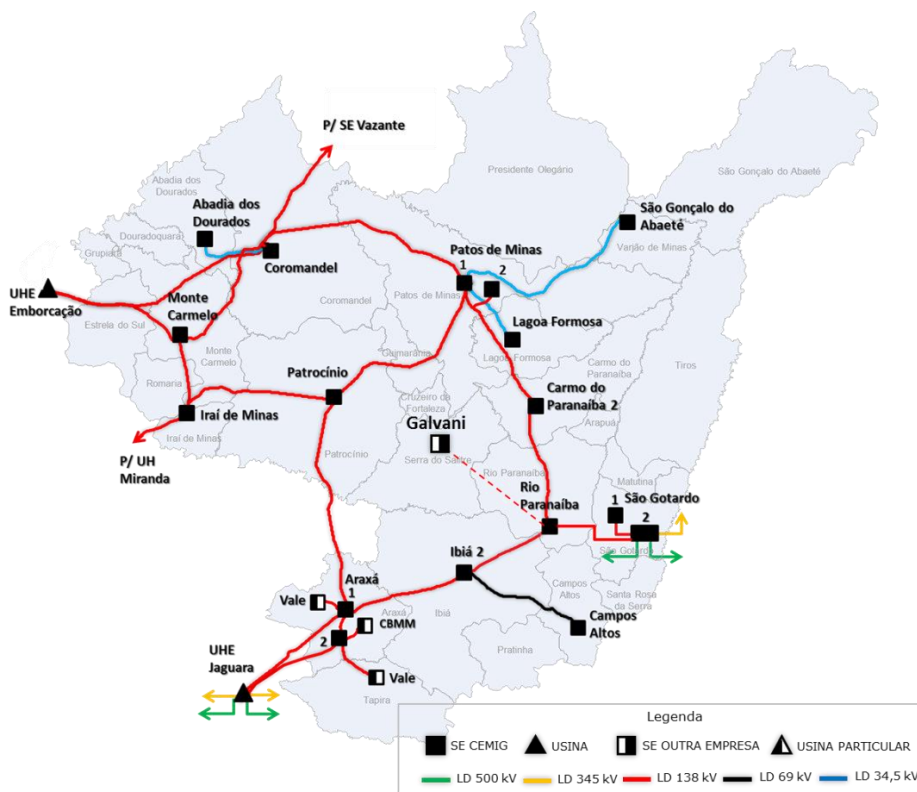 P/ SE Vazante
Presidente Olegário
São Gonçalo do Abaeté
Abadia dos
Dourados
Abadia dos
Dourados
São Gonçalo do
Abaeté
Douradoquara
Varjão de Minas
Patos de Minas
1
2
Grupiara
Coromandel
UHE
Emborcação
Monte
Carmelo
Coromandel
Patos de Minas
Estrela do Sul
Lagoa Formosa
Lagoa Formosa
Monte
Carmelo
Guimarânia
Carmo do
Paranaíba
Tiros
Romaria
Patrocínio
Carmo do
Paranaíba 2
Cruzeiro da
Fortaleza
Iraí de Minas
Arapuá
Galvani
Iraí de Minas
Patrocínio
Serra do Salitre
P/ UH
Miranda
Rio Paranaíba
Rio
Paranaíba
Matutina
1
São Gotardo
2
São Gotardo
Ibiá 2
Araxá
1
Campos
Altos
Santa Rosa
da Serra
Vale
Araxá
Ibiá
CBMM
Campos
Altos
2
Pratinha
UHE
Jaguara
Vale
Tapira
Legenda
SE CEMIG
USINA
SE OUTRA EMPRESA
USINA PARTICULAR
LD 500 kV
LD 345 kV
LD 138 kV
LD 69 kV
LD 34,5 kV